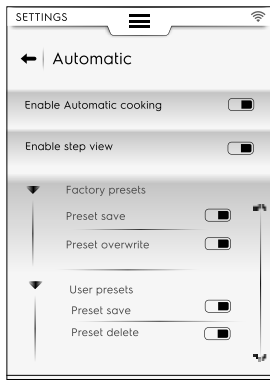 SETTINGS
Automatic
Enable Automatic cooking
Enable step view
Factory presets
Preset save
Preset overwrite
User presets
Preset save
Preset delete